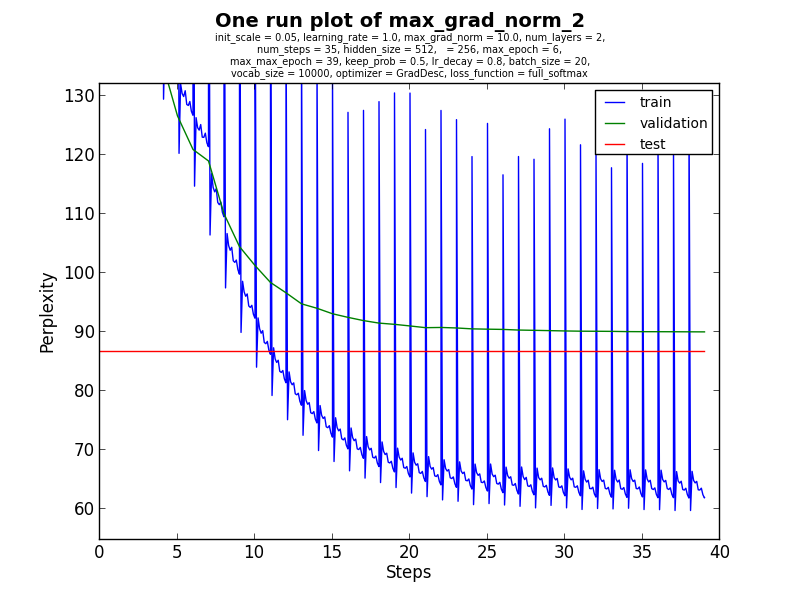 One run plot of max_grad_norm_2
init_scale = 0.05, learning_rate = 1.0, max_grad_norm = 10.0, num_layers = 2,
num_steps = 35, hidden_size = 512,   = 256, max_epoch = 6,
max_max_epoch = 39, keep_prob = 0.5, lr_decay = 0.8, batch_size = 20,
vocab_size = 10000, optimizer = GradDesc, loss_function = full_softmax
train
validation
test
Perplexity
130
120
110
100
90
80
70
60
0 5 10 15 20 25 30 35 40
Steps